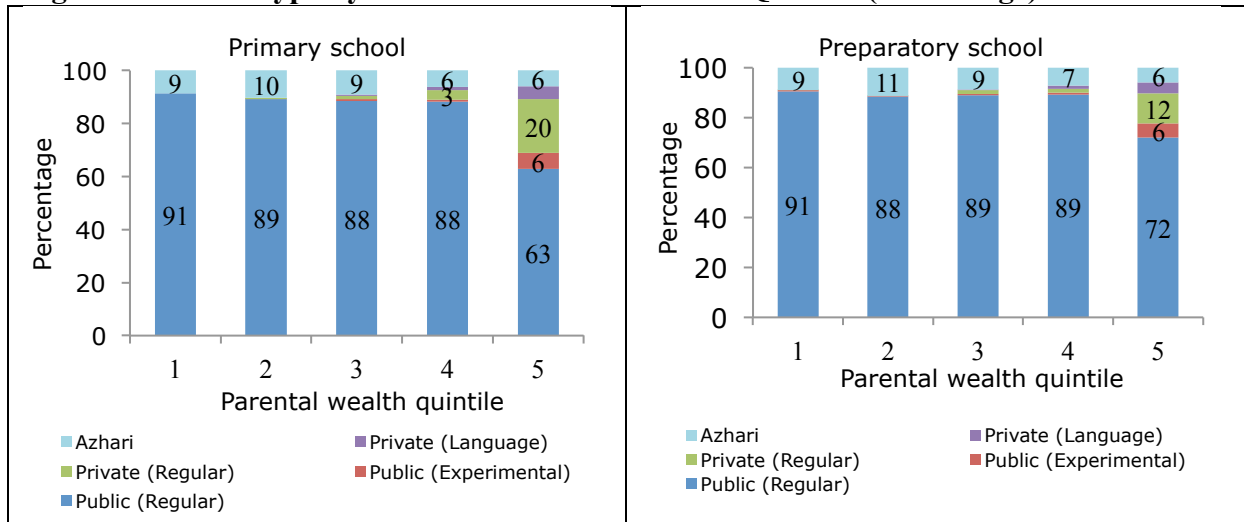 Primary school
100
80
60
40
20
0
Percentage
9
10
9
6
6
3
20
6
91
89
88
88
63
1 2 3 4 5
Parental wealth quintile
Azhari
Private (Language)
Private (Regular)
Public (Experimental)
Public (Regular)
Preparatory school
100
80
60
40
20
0
Percentage
9
11
9
7
6
12
6
91
88
89
89
72
1 2 3 4 5
Parental wealth quintile
Azhari
Private (Language)
Private (Regular)
Public (Experimental)
Public (Regular)